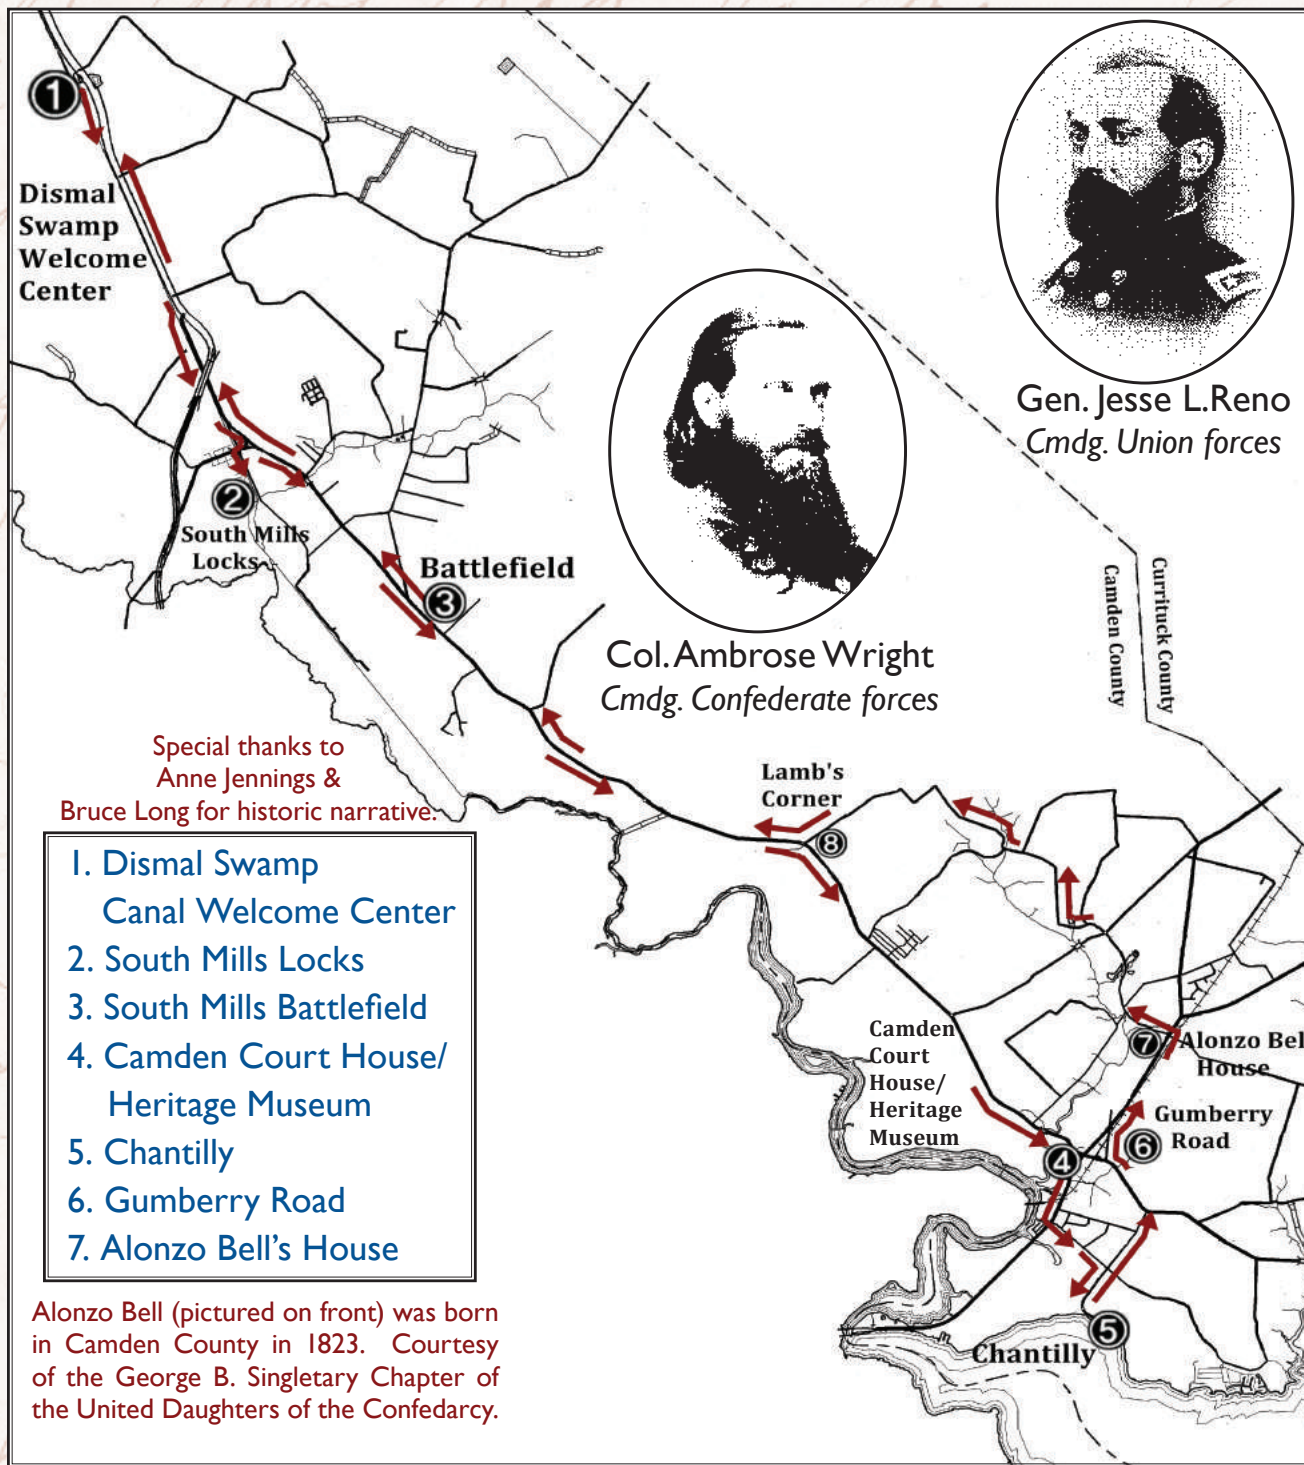 1
Dismal
Swamp
Welcome
Center
Gen. Jesse L.Reno
Cmdg. Union forces
2
South Mills
Locks
Battlefield
3
Col. Ambrose Wright
Cmdg. Confederate forces
Camden County
Currituck County
Special thanks to
Anne Jennings &
Bruce Long for historic narrative.
Lamb's
Corner
8
1. Dismal Swamp
Canal Welcome Center
2. South Mills Locks
3. South Mills Battlefield
4. Camden Court House/
Heritage Museum
5. Chantilly
6. Gumberry Road
7. Alonzo Bell's House
Camden
Court
House/
Heritage
Museum
7
Alonzo Bell
House
Gumberry
Road
6
4
5
Chantilly
Alonzo Bell (pictured on front) was born
in Camden County in 1823. Courtesy
of the George B. Singletary Chapter of
the United Daughters of the Confedarcy.